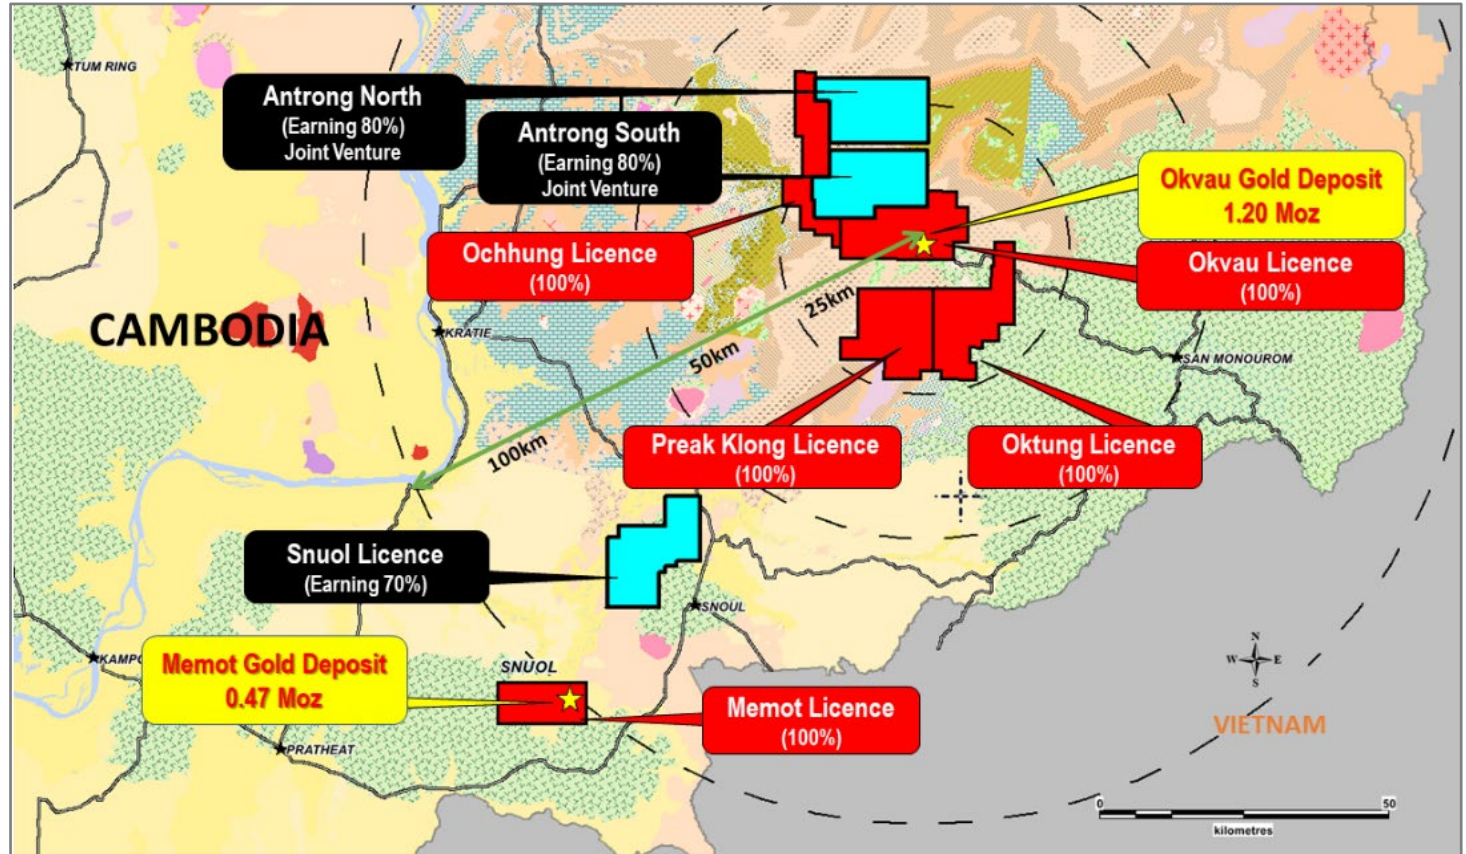 TUM RING
Antrong North
(Earning 80%)
Joint Venture
Antrong South
(Earning 80%)
Joint Venture
Okvau Gold Deposit
1.20 Moz
Ochhung Licence
(100%)
Okvau Licence
(100%)
25km
CAMBODIA
KRATIE
50km
SAN MONOUROM
100km
Preak Klong Licence
(100%)
Oktung Licence
(100%)
Snuol Licence
(Earning 70%)
SNOUL
KAMPO
Memot Gold Deposit
0.47 Moz
SNUOL
N
W E
S
Memot Licence
(100%)
VIETNAM
PRATHEAT
0 50
kilometres